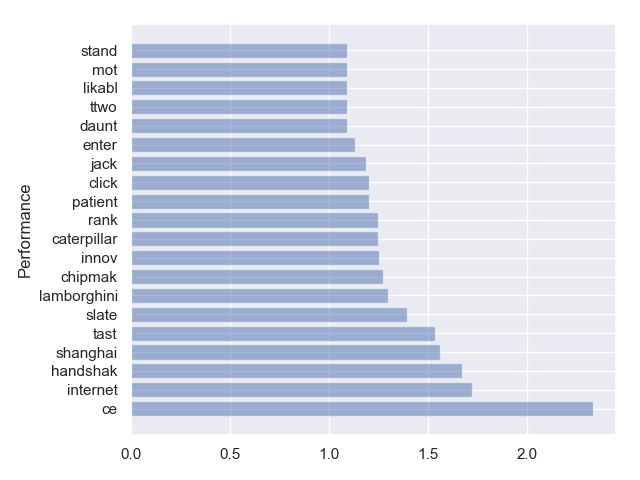 stand
mot
likabl
ttwo
daunt
enter
jack
click
patient
rank
caterpillar
innov
chipmak
lamborghini
slate
tast
shanghai
handshak
internet
ce
Performance
0.0 0.5 1.0 1.5 2.0